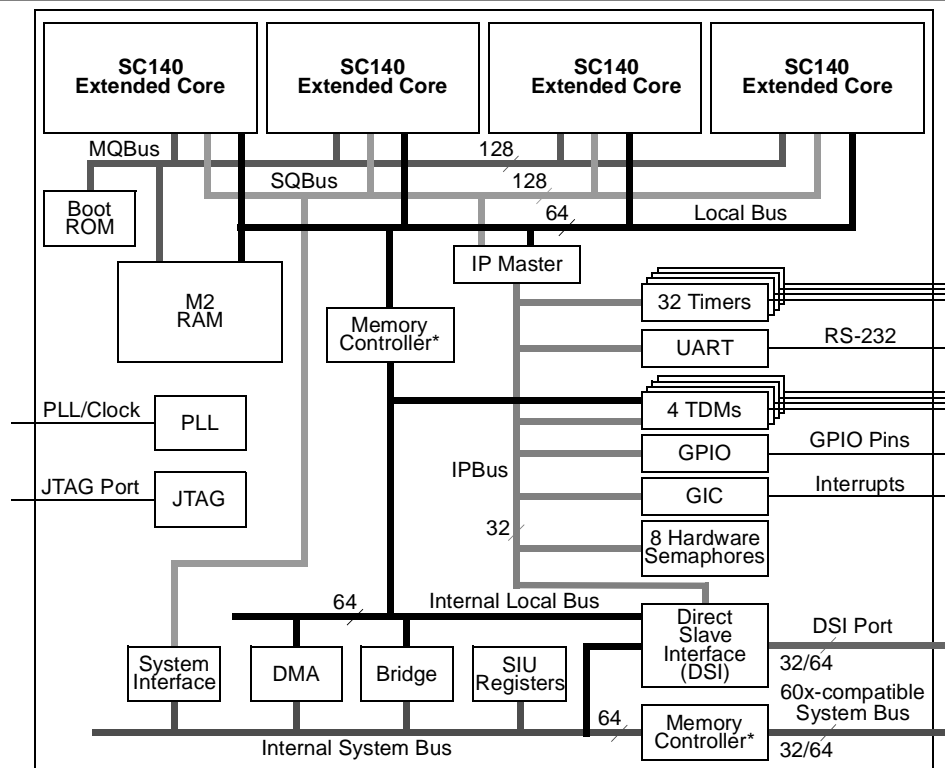 SC140
Extended Core
SC140
Extended Core
SC140
Extended Core
SC140
Extended Core
MQBus
128
SQBus
128
64
Local Bus
Boot
ROM
IP Master
M2
RAM
32 Timers
Memory
Controller*
UART
RS-232
PLL/Clock
PLL
4 TDMs
GPIO
GPIO Pins
IPBus
JTAG Port
JTAG
GIC
Interrupts
32
8 Hardware
Semaphores
64
Internal Local Bus
Direct
Slave
Interface
(DSI)
DSI Port
32/64
System
Interface
DMA
Bridge
SIU
Registers
60x-compatible
System Bus
64
Memory
Controller*
32/64
Internal System Bus